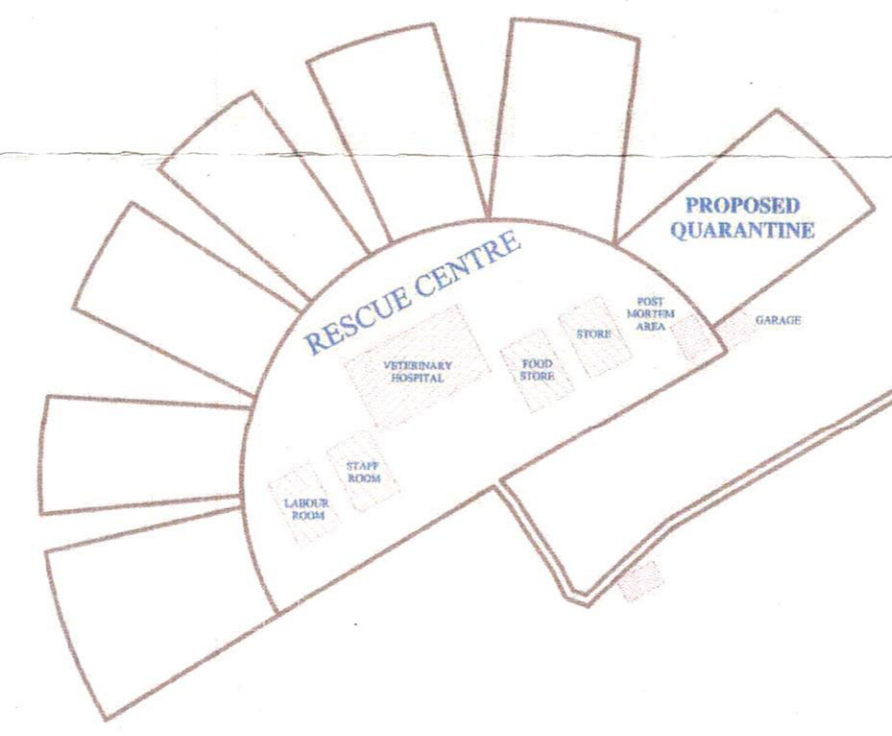 PROPOSED
QUARANTINE
RESCUE CENTRE
POST
MORTEM
AREA
GARAGE
STORE
FOOD
STORE
VETERINARY
HOSPITAL
STAFF
ROOM
LABOUR
ROOM